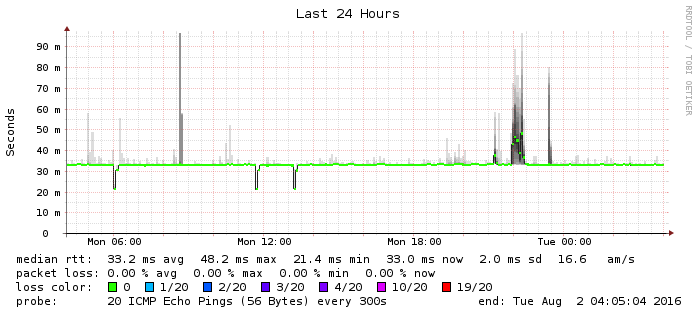 Last 24 Hours
RRDTOOL / TOBI OETIKER
Seconds
90 m
80 m
70 m
60 m
50 m
40 m
30 m
20 m
10 m
0
Mon 06:00 Mon 12:00 Mon 18:00 Tue 00:00
median rtt: 33.2 ms avg 48.2 ms max 21.4 ms min 33.0 ms now 2.0 ms sd 16.6 am/s
packet loss: 0.00 % avg 0.00 % max 0.00 % min 0.00 % now
loss color: 0 1/20 2/20 3/20 4/20 10/20 19/20
probe: 20 ICMP Echo Pings (56 Bytes) every 300s end: Tue Aug 2 04:05:04 2016